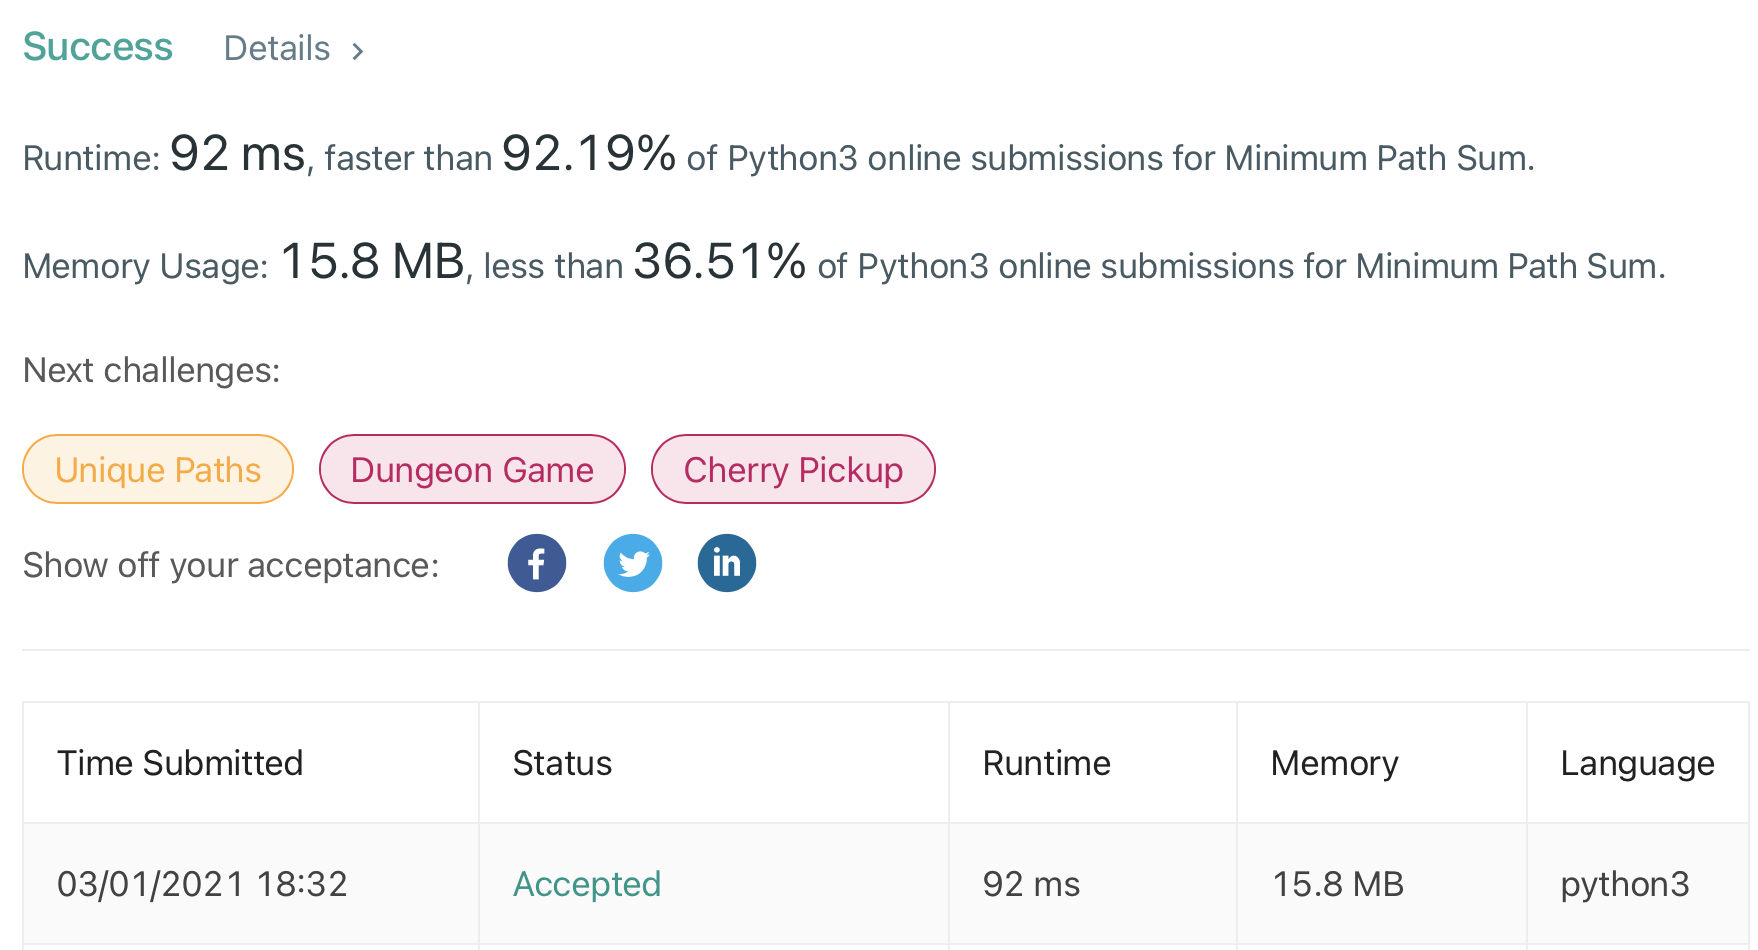 Success Details >
Runtime: 92 ms, faster than 92.19% of Python3 online submissions for Minimum Path Sum.
Memory Usage: 15.8 MB, less than 36.51% of Python3 online submissions for Minimum Path Sum.
Next challenges:
Unique Paths Dungeon Game Cherry Pickup
Show off your acceptance: f in
Time Submitted Status Runtime Memory Language
03/01/2021 18:32 Accepted 92 ms 15.8 MB python3